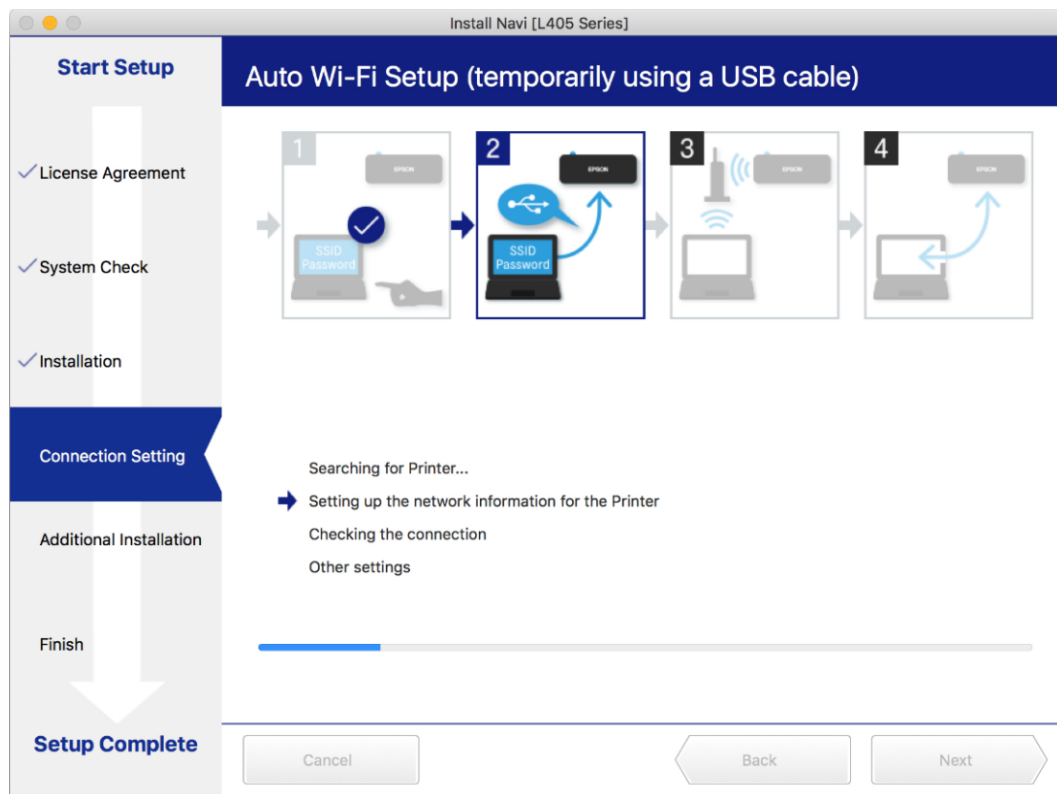 Install Navi [L405 Series]
Start Setup
License Agreement
System Check
Installation
Connection Setting
Additional Installation
Finish
Setup Complete
Auto Wi-Fi Setup (temporarily using a USB cable)
1
EPSON
SSID
Password
2
EPSON
SSID
Password
3
EPSON
4
EPSON
Searching for Printer...
Setting up the network information for the Printer
Checking the connection
Other settings
Cancel
Back
Next